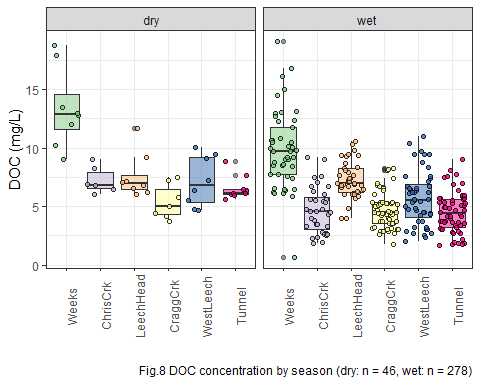 dry
wet
DOC (mg/L)
15
10
5
0
Weeks
ChrisCrk
LeechHead
CraggCrk
WestLeech
Tunnel
Weeks
ChrisCrk
LeechHead
CraggCrk
WestLeech
Tunnel
Fig.8 DOC concentration by season (dry: n = 46, wet: n = 278)